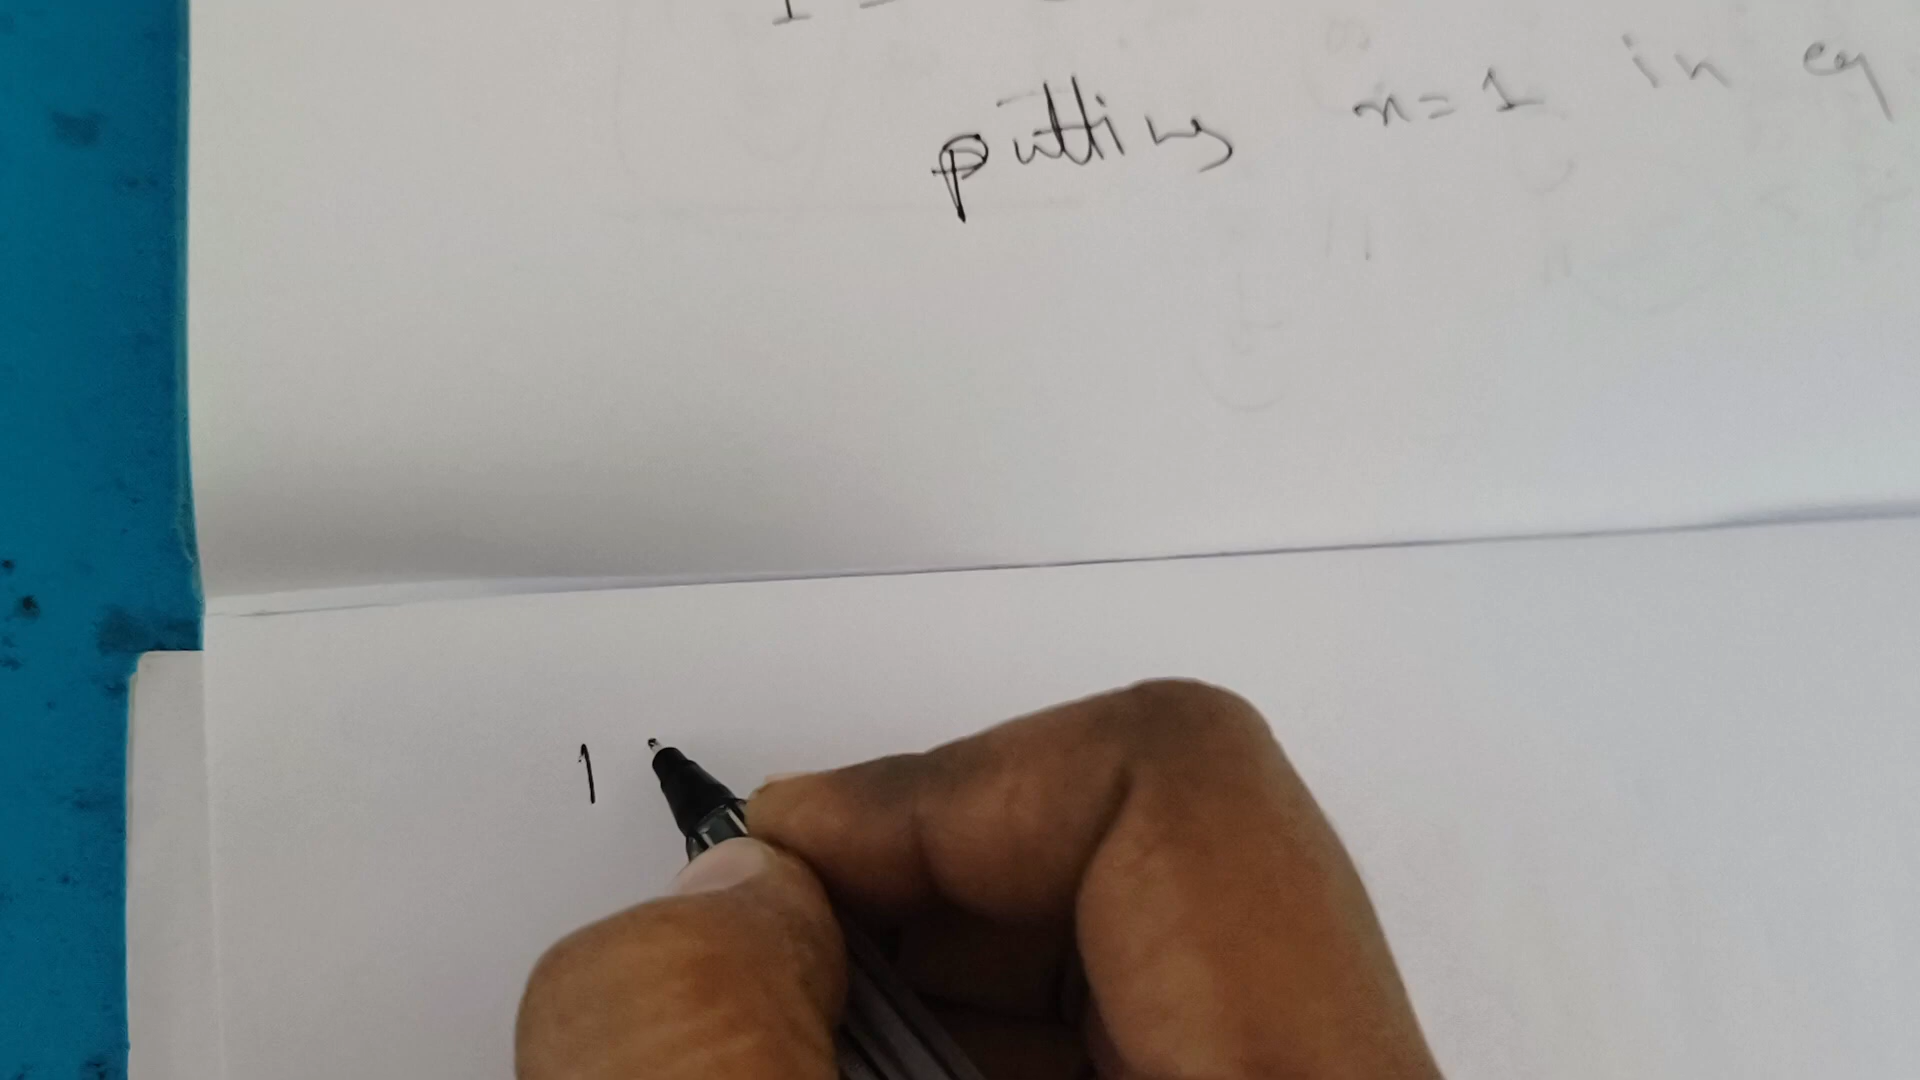 putting x=1 in eq
1